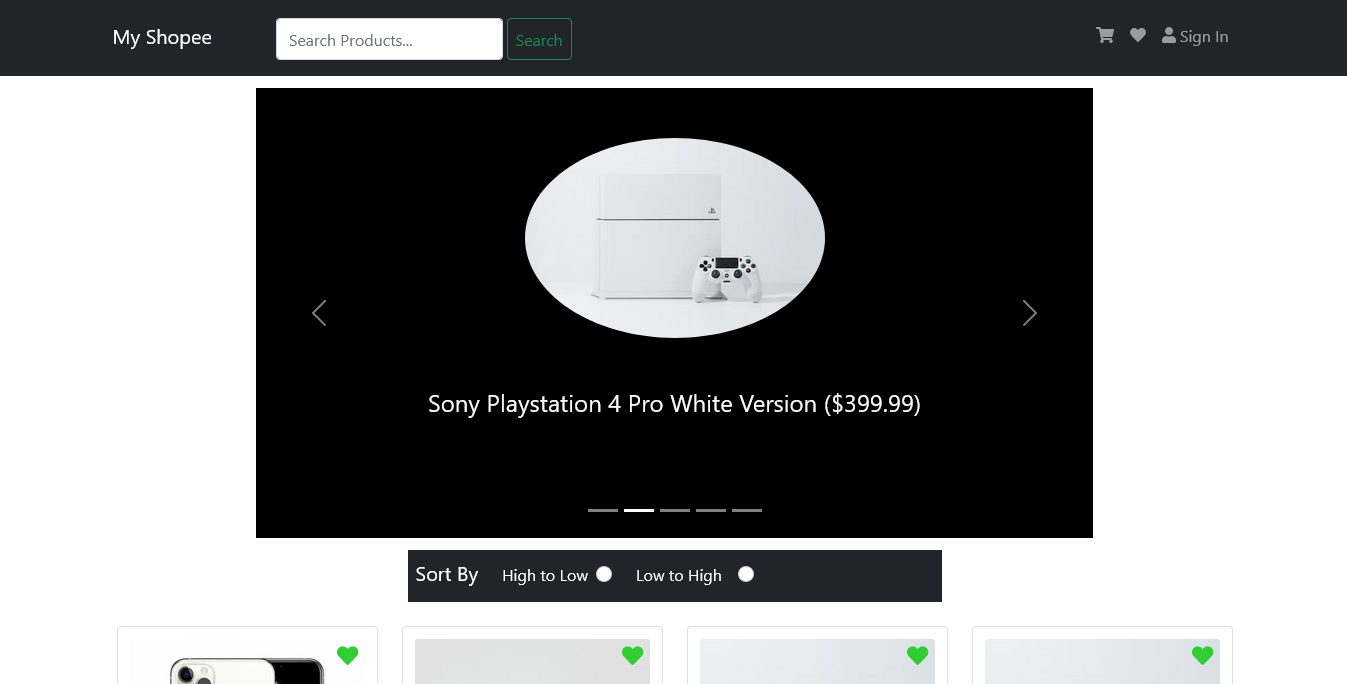 My Shopee
Search Products...
Search
Sign In
Sony Playstation 4 Pro White Version ($399.99)
Sort By High to Low Low to High